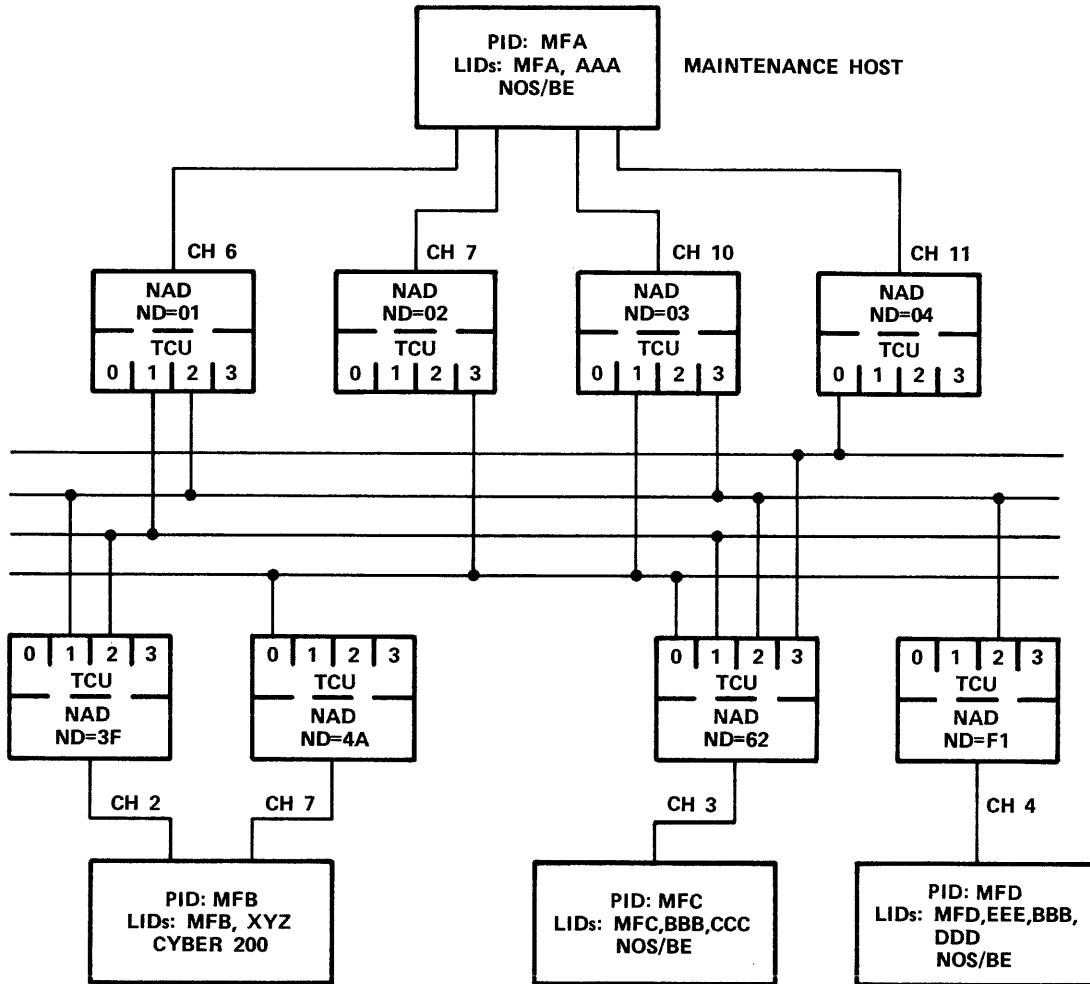 PID: MFA
LIDs: MFA, AAA
NOS/BE
MAINTENANCE HOST
CH 6
CH 7
CH 10
CH 11
NAD
ND=01
TCU
0 1 2 3
NAD
ND=02
TCU
0 1 2 3
NAD
ND=03
TCU
0 1 2 3
NAD
ND=04
TCU
0 1 2 3
0 1 2 3
TCU
NAD
ND=3F
0 1 2 3
TCU
NAD
ND=4A
0 1 2 3
TCU
NAD
ND=62
0 1 2 3
TCU
NAD
ND=F1
CH 2
CH 7
CH 3
CH 4
PID: MFB
LIDs: MFB, XYZ
CYBER 200
PID: MFC
LIDs: MFC,BBB,CCC
NOS/BE
PID: MFD
LIDs: MFD,EEE,BBB,
DDD
NOS/BE